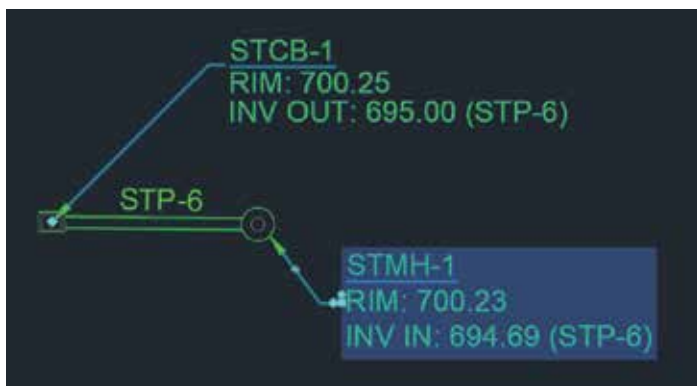 STCB-1
RIM: 700.25
INV OUT: 695.00 (STP-6)
STP-6
STMH-1
RIM: 700.23
INV IN: 694.69 (STP-6)